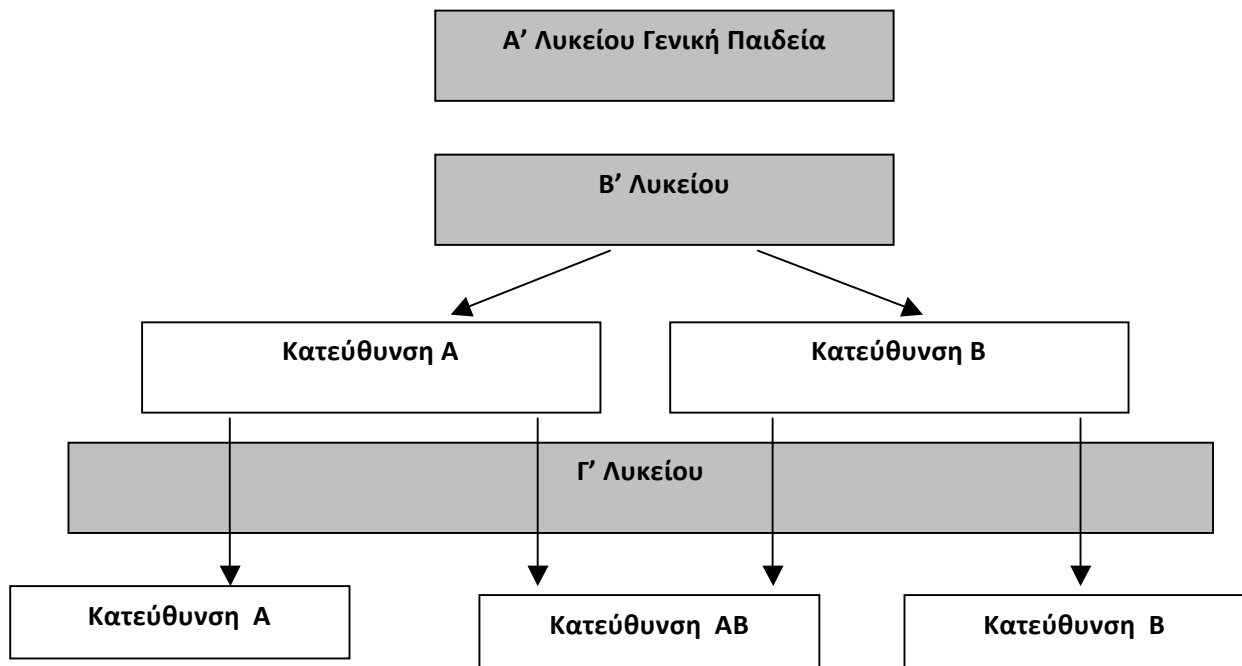 Α’ Λυκείου Γενική Παιδεία
Β’ Λυκείου
Κατεύθυνση Α
Κατεύθυνση Β
Γ’ Λυκείου
Κατεύθυνση Α
Κατεύθυνση ΑΒ
Κατεύθυνση Β